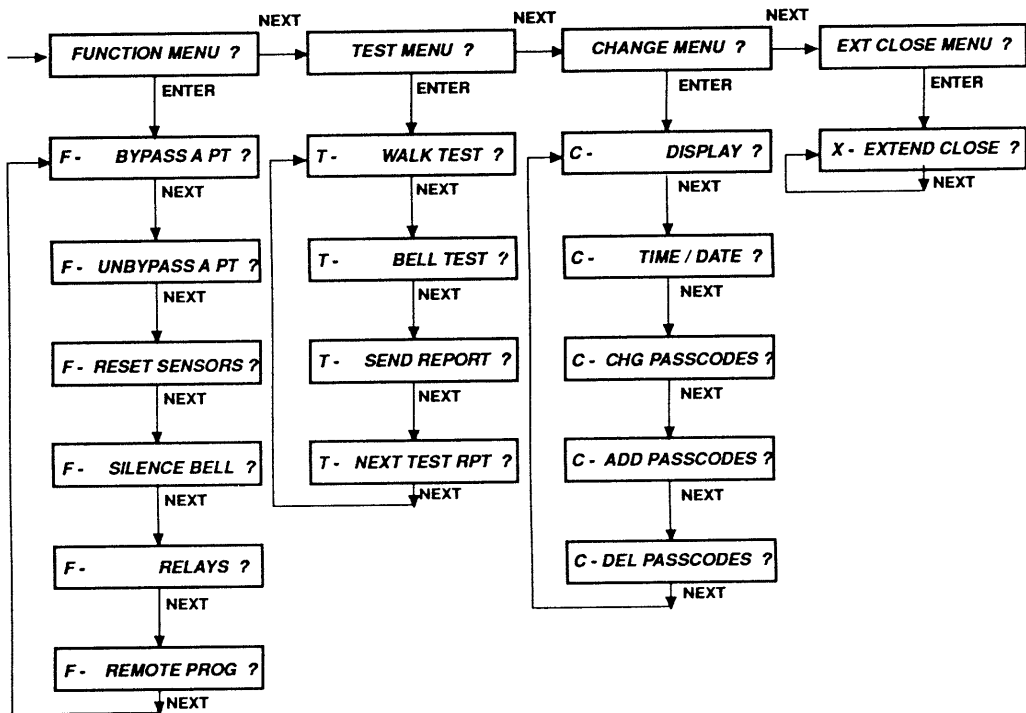 NEXT NEXT NEXT
FUNCTION MENU ? TEST MENU ? CHANGE MENU ? EXT CLOSE MENU ?
ENTER ENTER ENTER ENTER
F - BYPASS A PT ? T - WALK TEST ? C - DISPLAY ? X - EXTEND CLOSE ?
NEXT NEXT NEXT NEXT
F - UNBYPASS A PT ? T - BELL TEST ? C - TIME / DATE ?
NEXT NEXT NEXT
F - RESET SENSORS ? T - SEND REPORT ? C - CHG PASSCODES ?
NEXT NEXT NEXT
F - SILENCE BELL ? T - NEXT TEST RPT ? C - ADD PASSCODES ?
NEXT NEXT NEXT
F - RELAYS ? C - DEL PASSCODES ?
NEXT NEXT
F - REMOTE PROG ?
NEXT